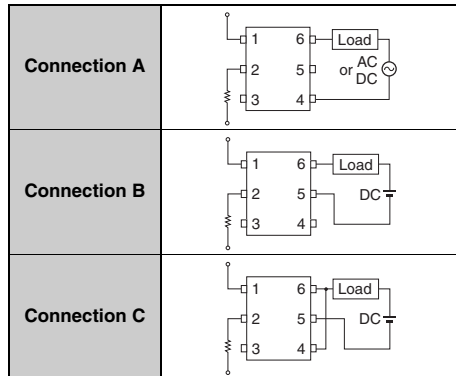 Connection A
1 6 Load
2 5 or AC
DC
3 4
Connection B
1 6 Load
2 5 DC
3 4
Connection C
1 6 Load
2 5 DC
3 4